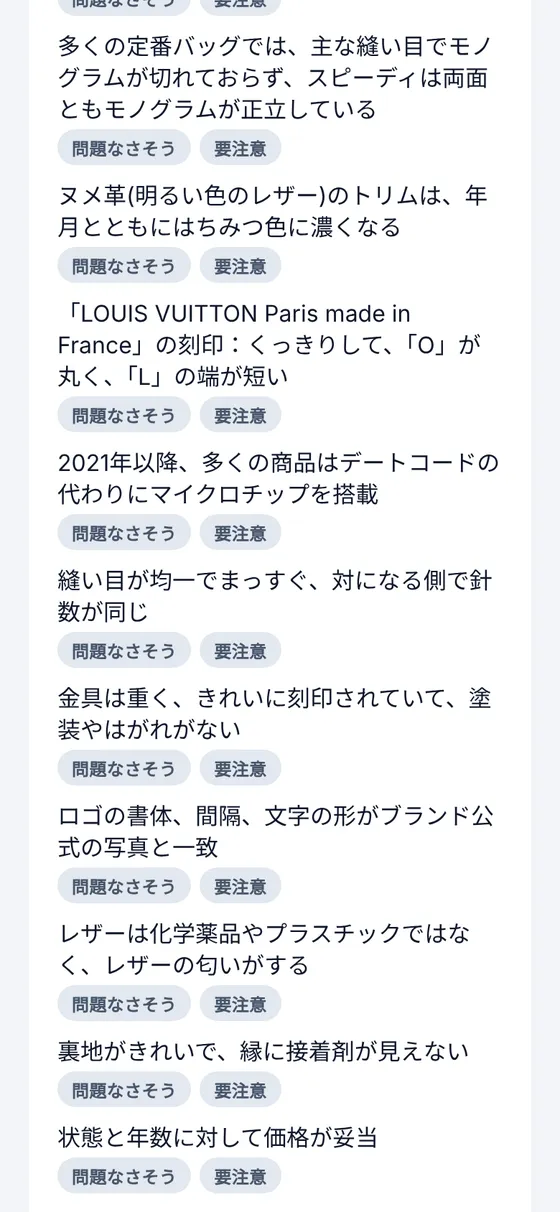 問題なさそう 要注意
多くの定番バッグでは、主な縫い目でモノ
グラムが切れておらず、スピーディは両面
ともモノグラムが正立している
問題なさそう 要注意
ヌメ革(明るい色のレザー)のトリムは、年
月とともにはちみつ色に濃くなる
問題なさそう 要注意
「LOUIS VUITTON Paris made in
France」の刻印：くっきりして、「O」が
丸く、「L」の端が短い
問題なさそう 要注意
2021年以降、多くの商品はデートコードの
代わりにマイクロチップを搭載
問題なさそう 要注意
縫い目が均一でまっすぐ、対になる側で針
数が同じ
問題なさそう 要注意
金具は重く、きれいに刻印されていて、塗
装やはがれがない
問題なさそう 要注意
ロゴの書体、間隔、文字の形がブランド公
式の写真と一致
問題なさそう 要注意
レザーは化学薬品やプラスチックではな
く、レザーの匂いがする
問題なさそう 要注意
裏地がきれいで、縁に接着剤が見えない
問題なさそう 要注意
状態と年数に対して価格が妥当
問題なさそう 要注意